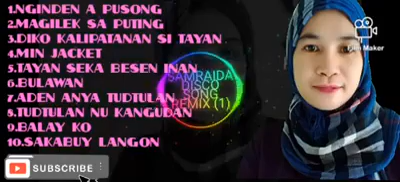 1.NGINDEN A PUSONG
2.MAGILEK SA PUTING
3.DIKO KALIPATANAN SI TAYAN
4.MIN JACKET
5.TAYAN SEKA BESEN INAN
6.BULAWAN
7.ADEN ANYA TUDTULAN
8.TUDTULAN NU KANGUDAN
9.BALAY KO
10.SAKABUY LANGON
SAMRAIDA
DISCO
SONG
REMIX (1)
Maker
SUBSCRIBE